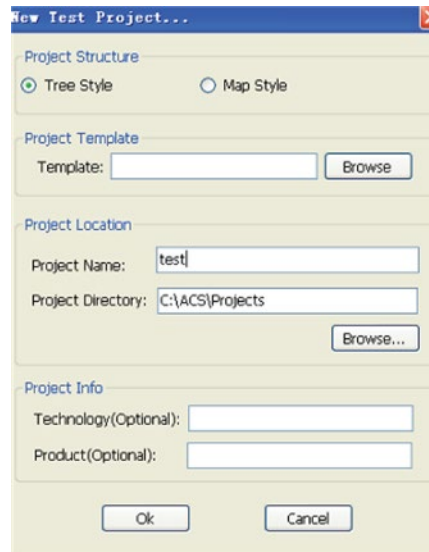 New Test Project...
Project Structure
Tree Style Map Style
Project Template
Template: Browse
Project Location
Project Name: test
Project Directory: C:\ACS\Projects
Browse...
Project Info
Technology(Optional):
Product(Optional):
Ok Cancel